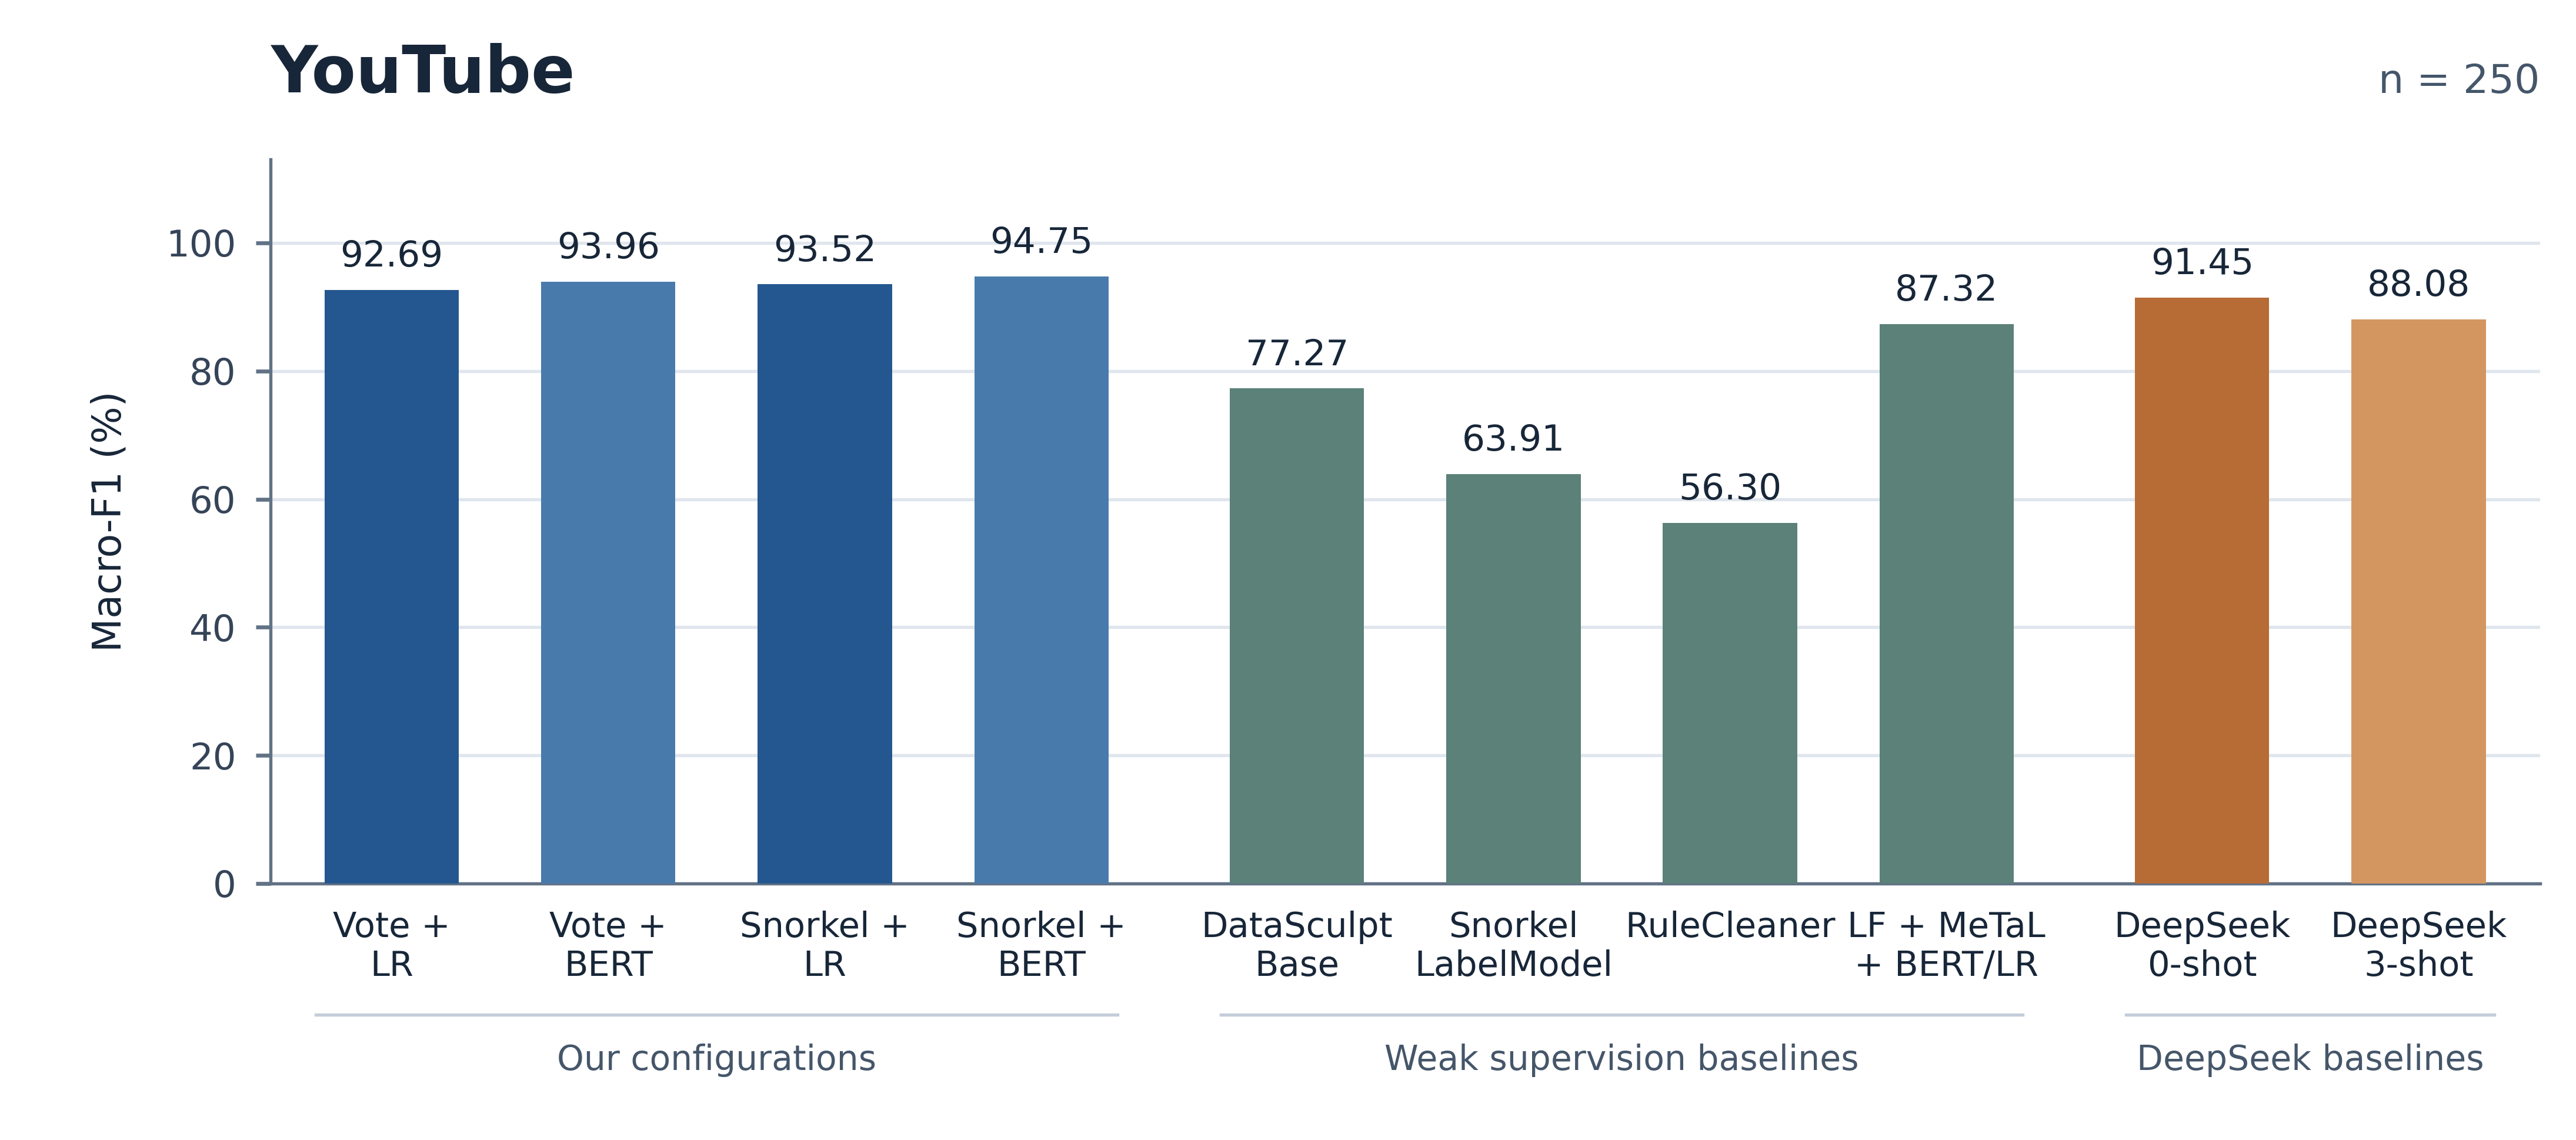 YouTube
n = 250
Macro-F1 (%)
100
80
60
40
20
0
92.69
93.96
93.52
94.75
77.27
63.91
56.30
87.32
91.45
88.08
Vote +
LR
Vote +
BERT
Snorkel +
LR
Snorkel +
BERT
DataSculpt
Base
Snorkel
LabelModel
RuleCleaner
LF + MeTaL
+ BERT/LR
DeepSeek
0-shot
DeepSeek
3-shot
Our configurations
Weak supervision baselines
DeepSeek baselines